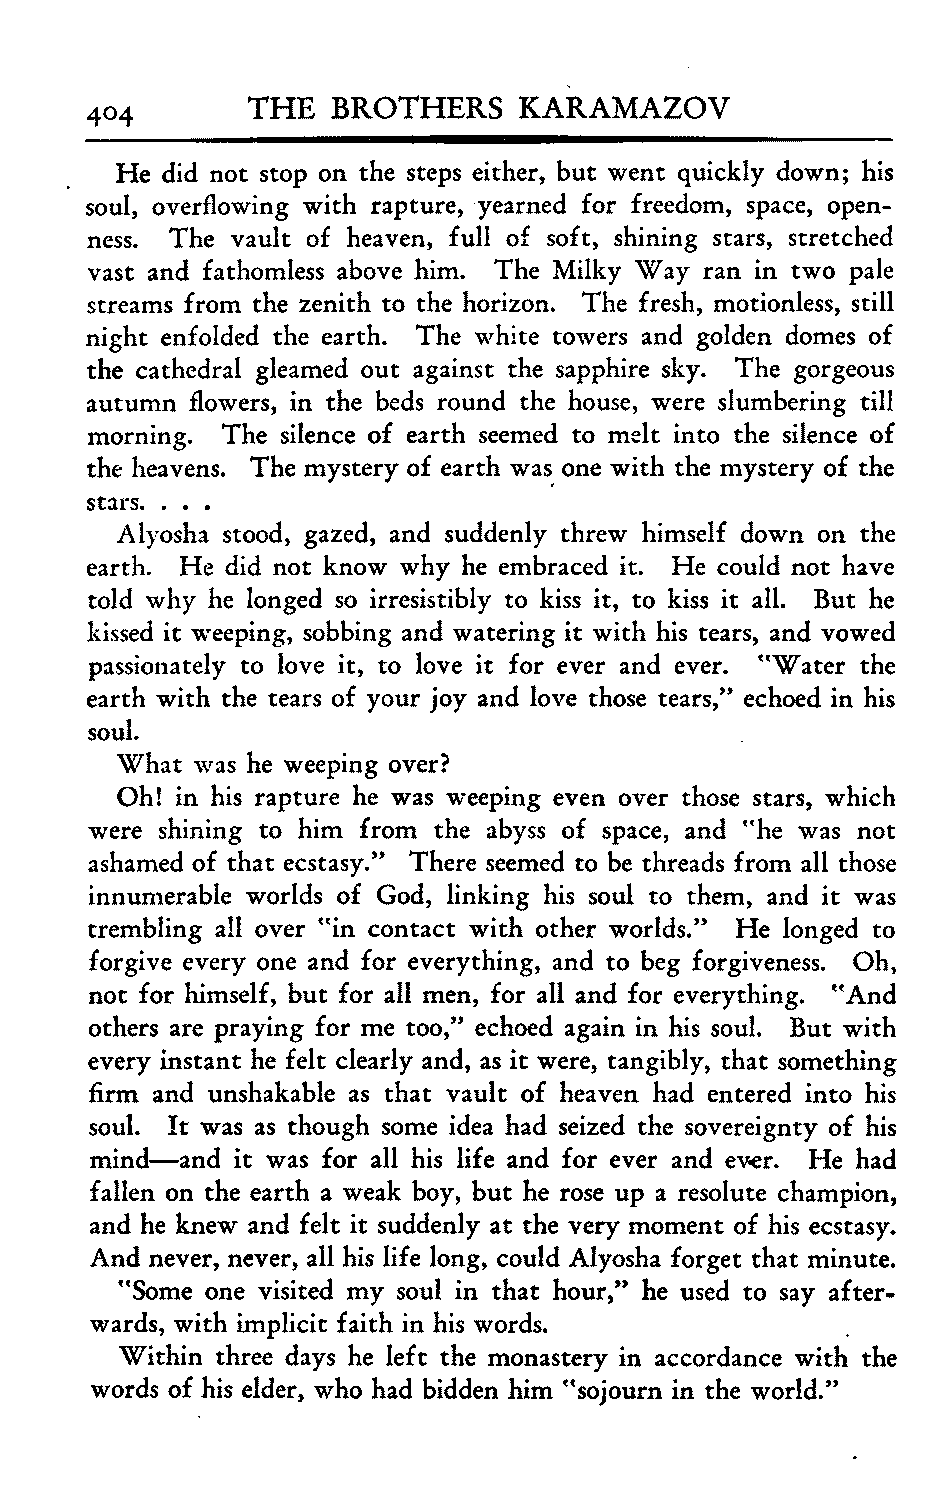 404 THE BROTHERS KARAMAZOV
He did not stop on the steps either, but went quickly down; his
soul, overflowing with rapture, yearned for freedom, space, open-
ness. The vault of heaven, full of soft, shining stars, stretched
vast and fathomless above him. The Milky Way ran in two pale
streams from the zenith to the horizon. The fresh, motionless, still
night enfolded the earth. The white towers and golden domes of
the cathedral gleamed out against the sapphire sky. The gorgeous
autumn flowers, in the beds round the house, were slumbering till
morning. The silence of earth seemed to melt into the silence of
the heavens. The mystery of earth was one with the mystery of the
stars. . . .
Alyosha stood, gazed, and suddenly threw himself down on the
earth. He did not know why he embraced it. He could not have
told why he longed so irresistibly to kiss it, to kiss it all. But he
kissed it weeping, sobbing and watering it with his tears, and vowed
passionately to love it, to love it for ever and ever. "Water the
earth with the tears of your joy and love those tears," echoed in his
soul.
What was he weeping over?
Oh! in his rapture he was weeping even over those stars, which
were shining to him from the abyss of space, and "he was not
ashamed of that ecstasy." There seemed to be threads from all those
innumerable worlds of God, linking his soul to them, and it was
trembling all over "in contact with other worlds." He longed to
forgive every one and for everything, and to beg forgiveness. Oh,
not for himself, but for all men, for all and for everything. "And
others are praying for me too," echoed again in his soul. But with
every instant he felt clearly and, as it were, tangibly, that something
firm and unshakable as that vault of heaven had entered into his
soul. It was as though some idea had seized the sovereignty of his
mind—and it was for all his life and for ever and ever. He had
fallen on the earth a weak boy, but he rose up a resolute champion,
and he knew and felt it suddenly at the very moment of his ecstasy.
And never, never, all his life long, could Alyosha forget that minute.
"Some one visited my soul in that hour," he used to say after-
wards, with implicit faith in his words.
Within three days he left the monastery in accordance with the
words of his elder, who had bidden him "sojourn in the world."